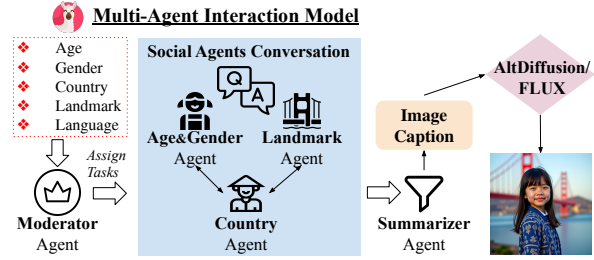 Multi-Agent Interaction Model
Age
Gender
Country
Landmark
Language
Assign
Tasks
Moderator
Agent
Social Agents Conversation
Q
A
Age&Gender
Agent
Landmark
Agent
Country
Agent
Image
Caption
Summarizer
Agent
AltDiffusion/
FLUX